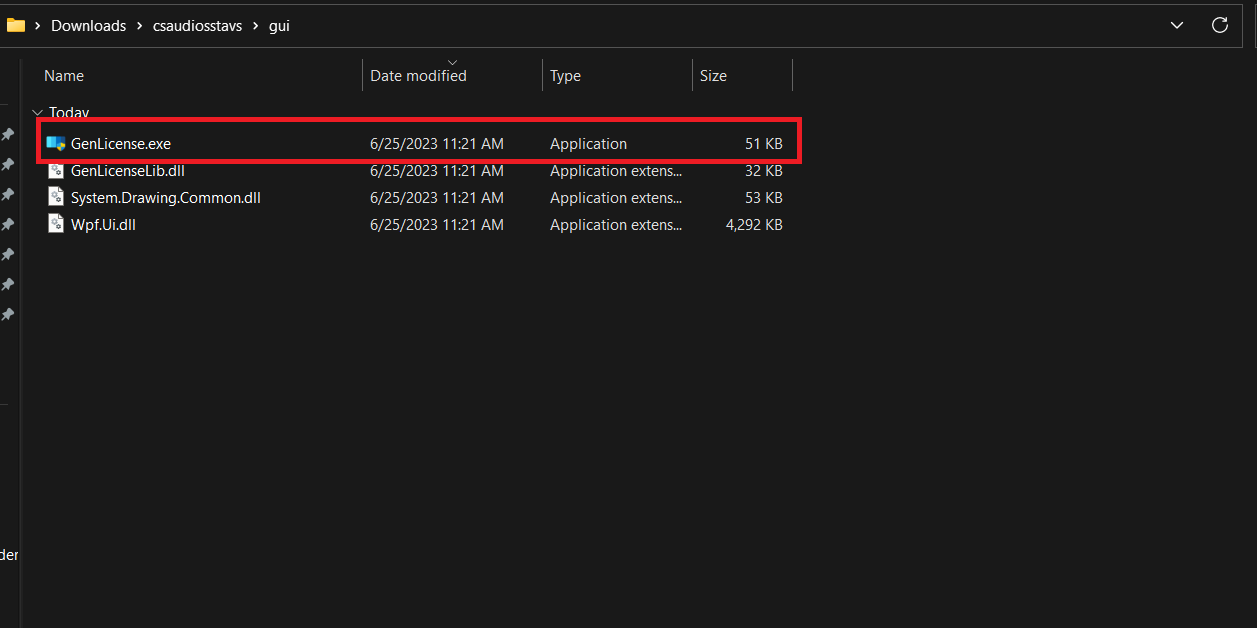 Downloads > csaudiosstavs > gui
Name Date modified Type Size
Today
GenLicense.exe 6/25/2023 11:21 AM Application 51 KB
GenLicenseLib.dll 6/25/2023 11:21 AM Application extens... 32 KB
System.Drawing.Common.dll 6/25/2023 11:21 AM Application extens... 53 KB
Wpf.Ui.dll 6/25/2023 11:21 AM Application extens... 4,292 KB
der